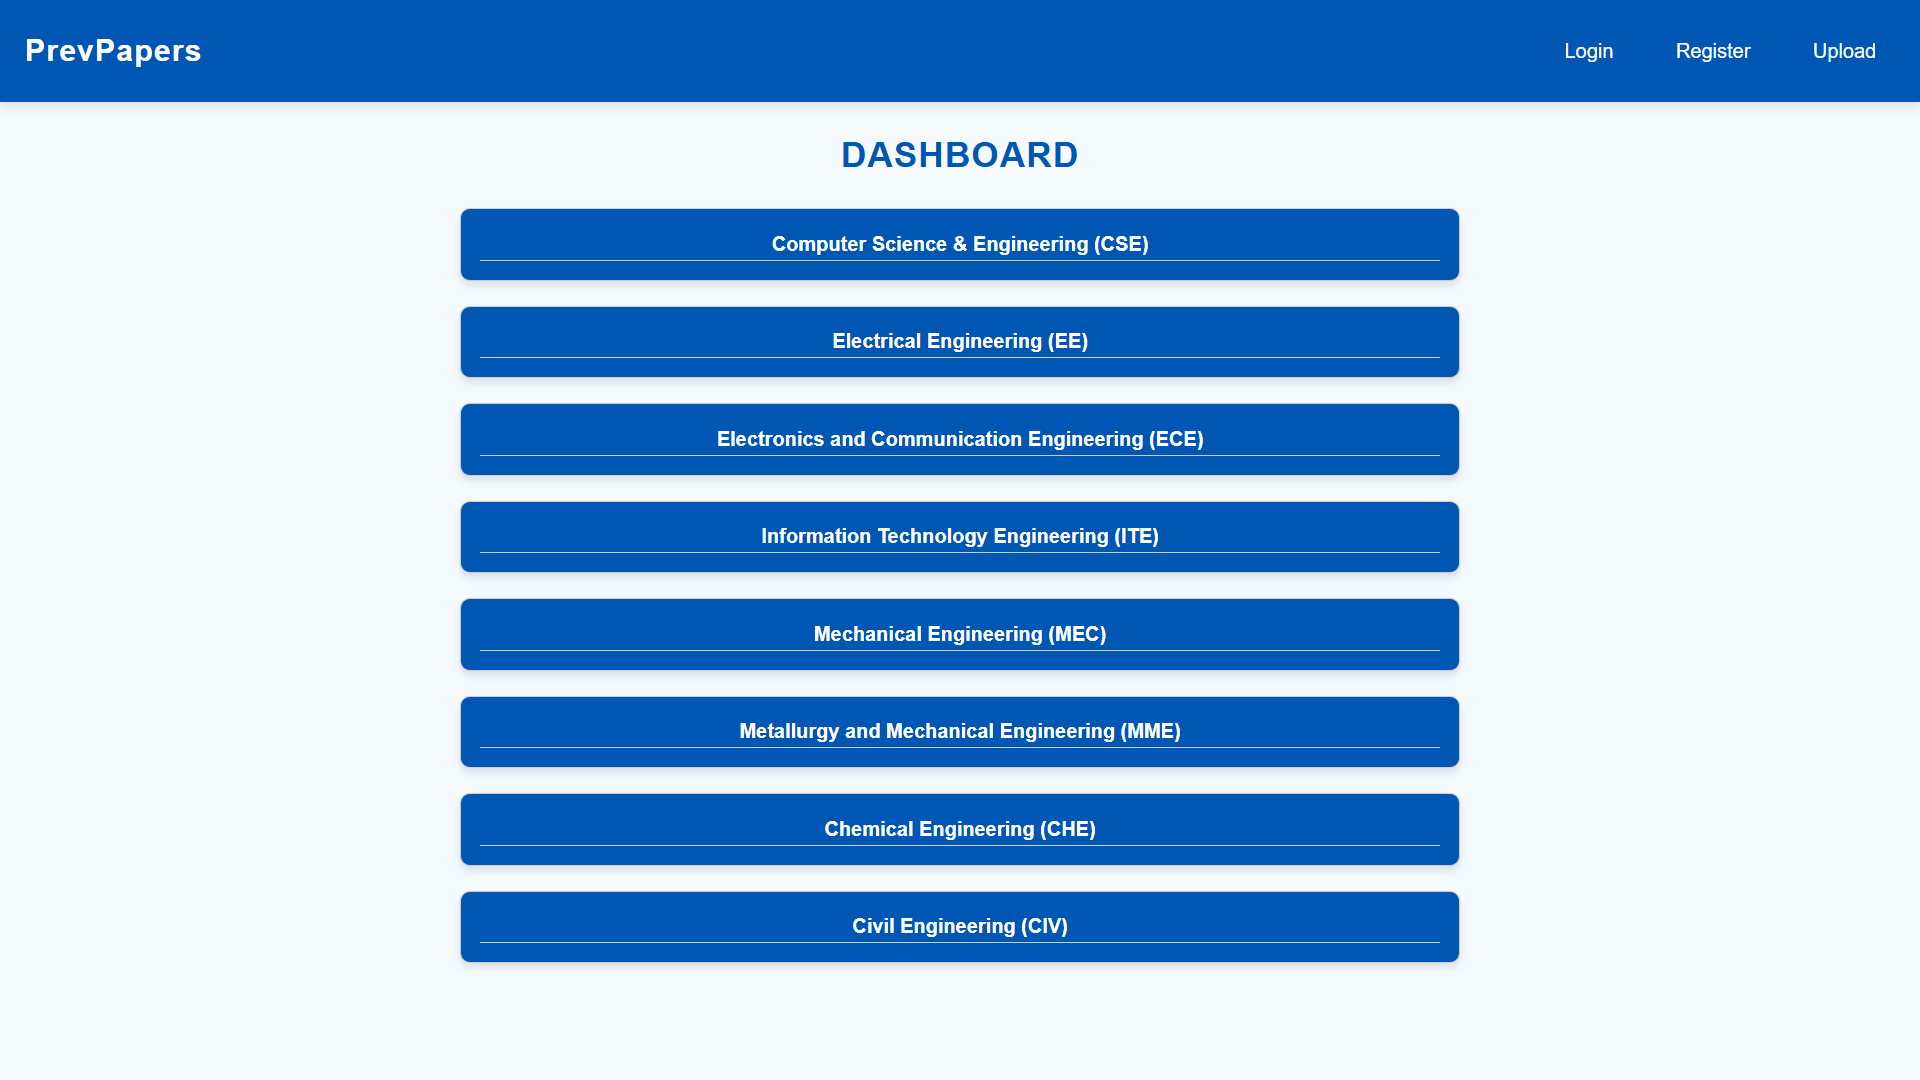 PrevPapers
Login
Register
Upload
DASHBOARD
Computer Science & Engineering (CSE)
Electrical Engineering (EE)
Electronics and Communication Engineering (ECE)
Information Technology Engineering (ITE)
Mechanical Engineering (MEC)
Metallurgy and Mechanical Engineering (MME)
Chemical Engineering (CHE)
Civil Engineering (CIV)